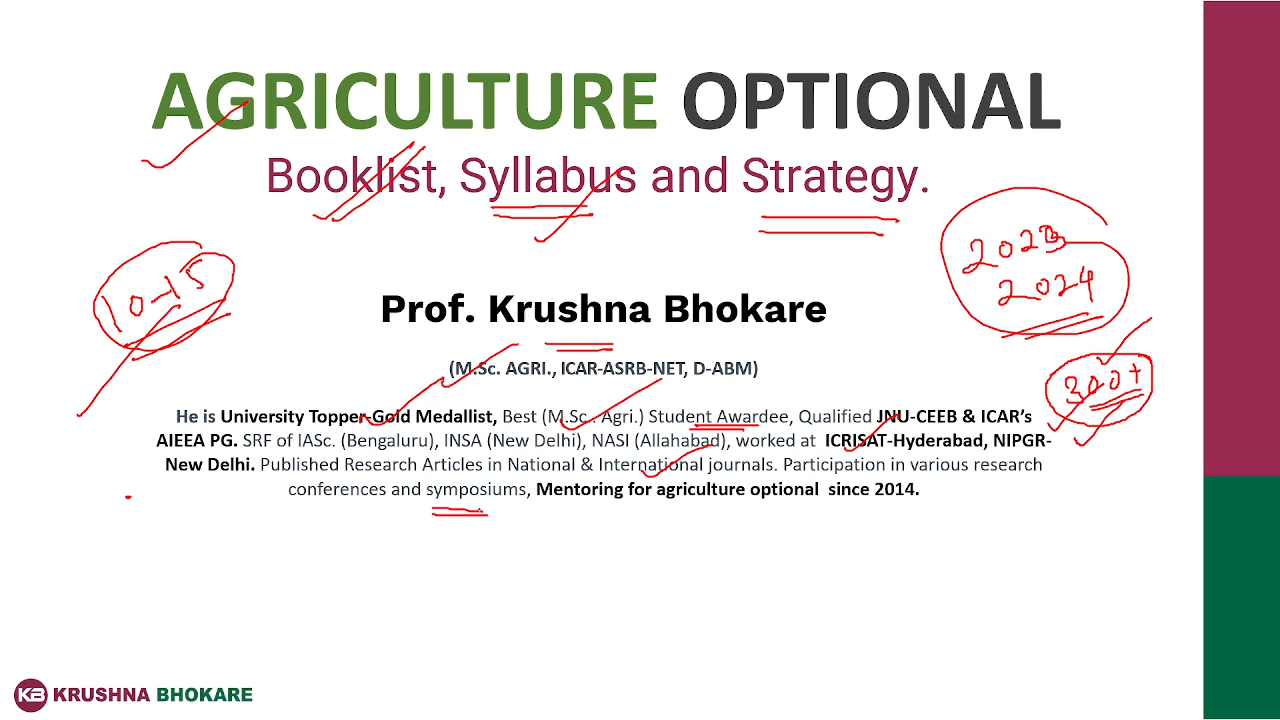 AGRICULTURE OPTIONAL
Booklist, Syllabus and Strategy.
2023
2024
10-15
Prof. Krushna Bhokare
(M.Sc. AGRI., ICAR-ASRB-NET, D-ABM)
300+
He is University Topper-Gold Medallist, Best (M.Sc. Agri.) Student Awardee, Qualified JNU-CEEB & ICAR's
AIEEA PG. SRF of IASc. (Bengaluru), INSA (New Delhi), NASI (Allahabad), worked at ICRISAT-Hyderabad, NIPGR-
New Delhi. Published Research Articles in National & International journals. Participation in various research
conferences and symposiums, Mentoring for agriculture optional since 2014.
KB KRUSHNA BHOKARE